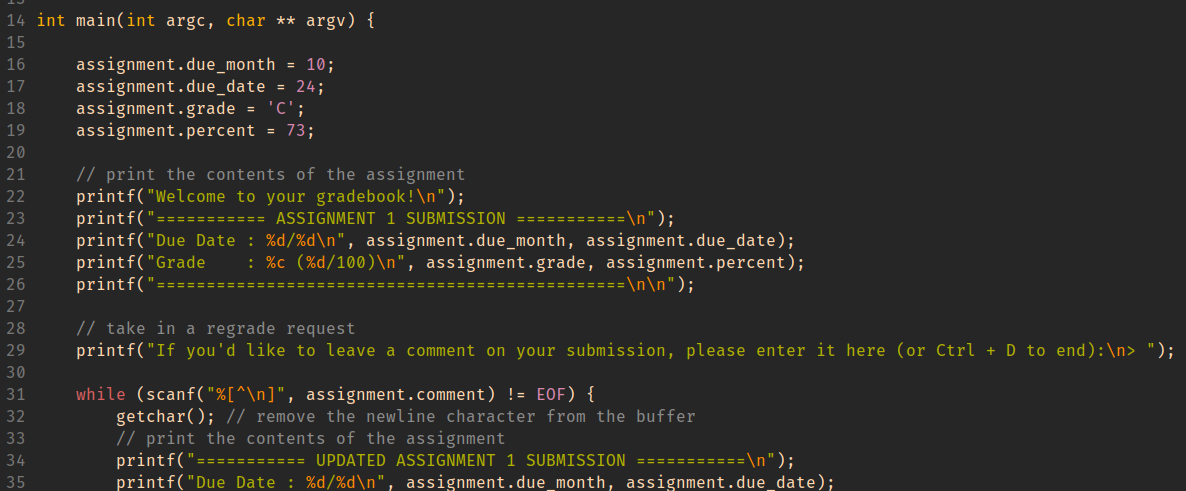 14 int main(int argc, char ** argv) {
15
16     assignment.due_month = 10;
17     assignment.due_date = 24;
18     assignment.grade = 'C';
19     assignment.percent = 73;
20
21     // print the contents of the assignment
22     printf("Welcome to your gradebook!\n");
23     printf("=========== ASSIGNMENT 1 SUBMISSION ===========\n");
24     printf("Due Date : %d/%d\n", assignment.due_month, assignment.due_date);
25     printf("Grade    : %c (%d/100)\n", assignment.grade, assignment.percent);
26     printf("===============================================\n\n");
27
28     // take in a regrade request
29     printf("If you'd like to leave a comment on your submission, please enter it here (or Ctrl + D to end):\n> ");
30
31     while (scanf("%[^\n]", assignment.comment) != EOF) {
32         getchar(); // remove the newline character from the buffer
33         // print the contents of the assignment
34         printf("=========== UPDATED ASSIGNMENT 1 SUBMISSION ===========\n");
35         printf("Due Date : %d/%d\n", assignment.due_month, assignment.due_date);